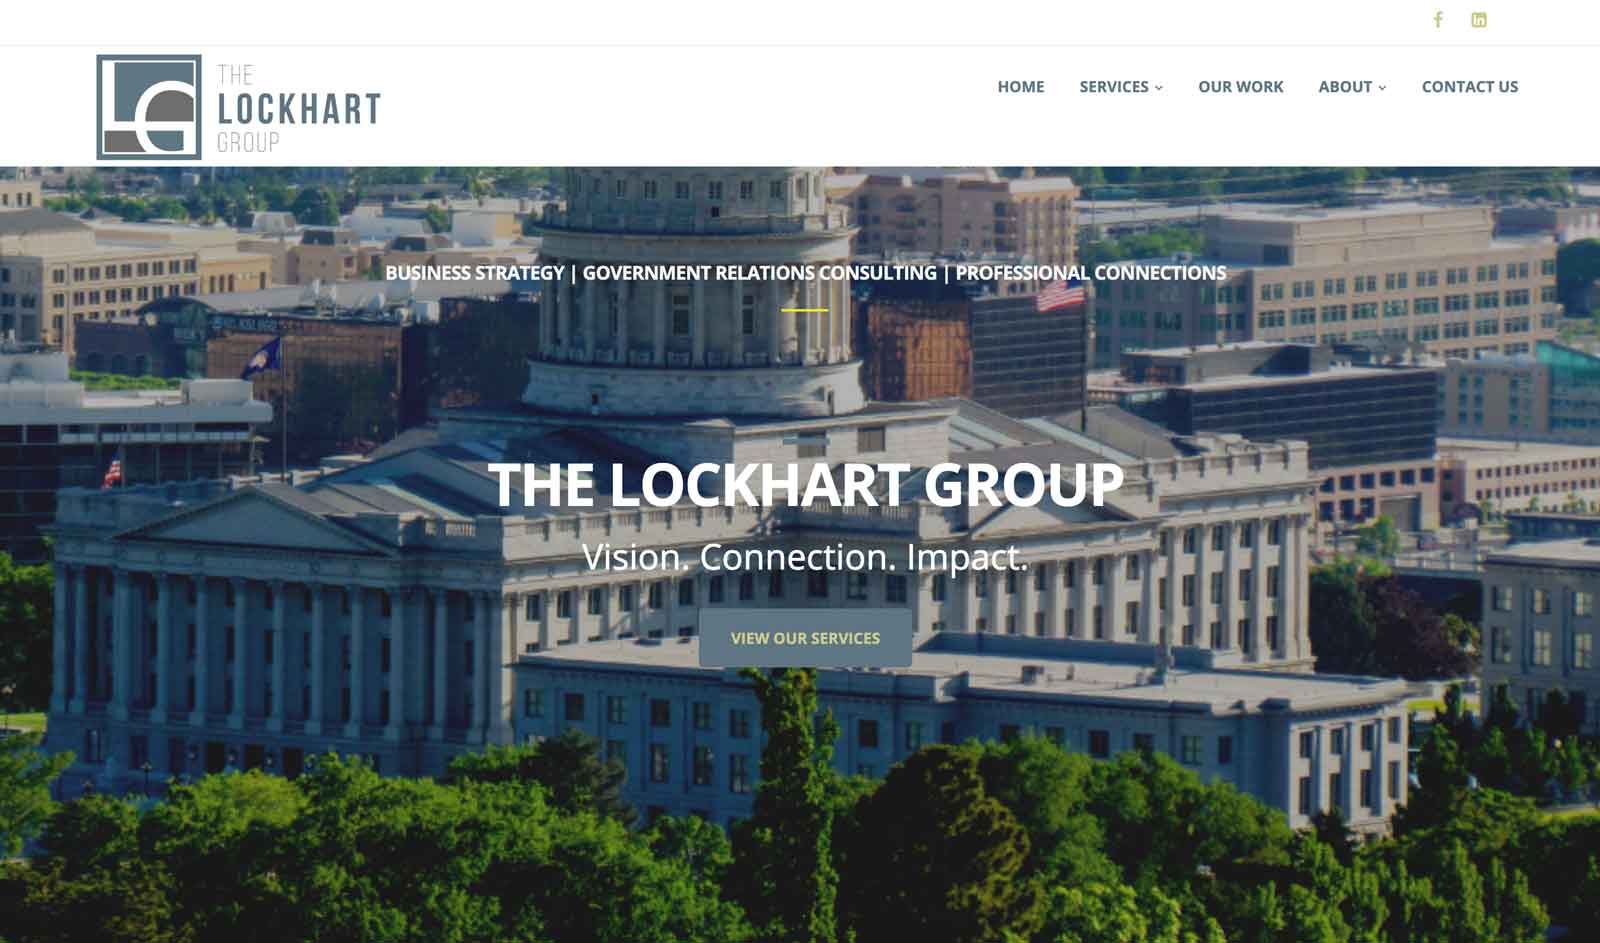 THE
LOCKHART
GROUP
HOME SERVICES OUR WORK ABOUT CONTACT US
BUSINESS STRATEGY | GOVERNMENT RELATIONS CONSULTING | PROFESSIONAL CONNECTIONS
THE LOCKHART GROUP
Vision. Connection. Impact.
VIEW OUR SERVICES